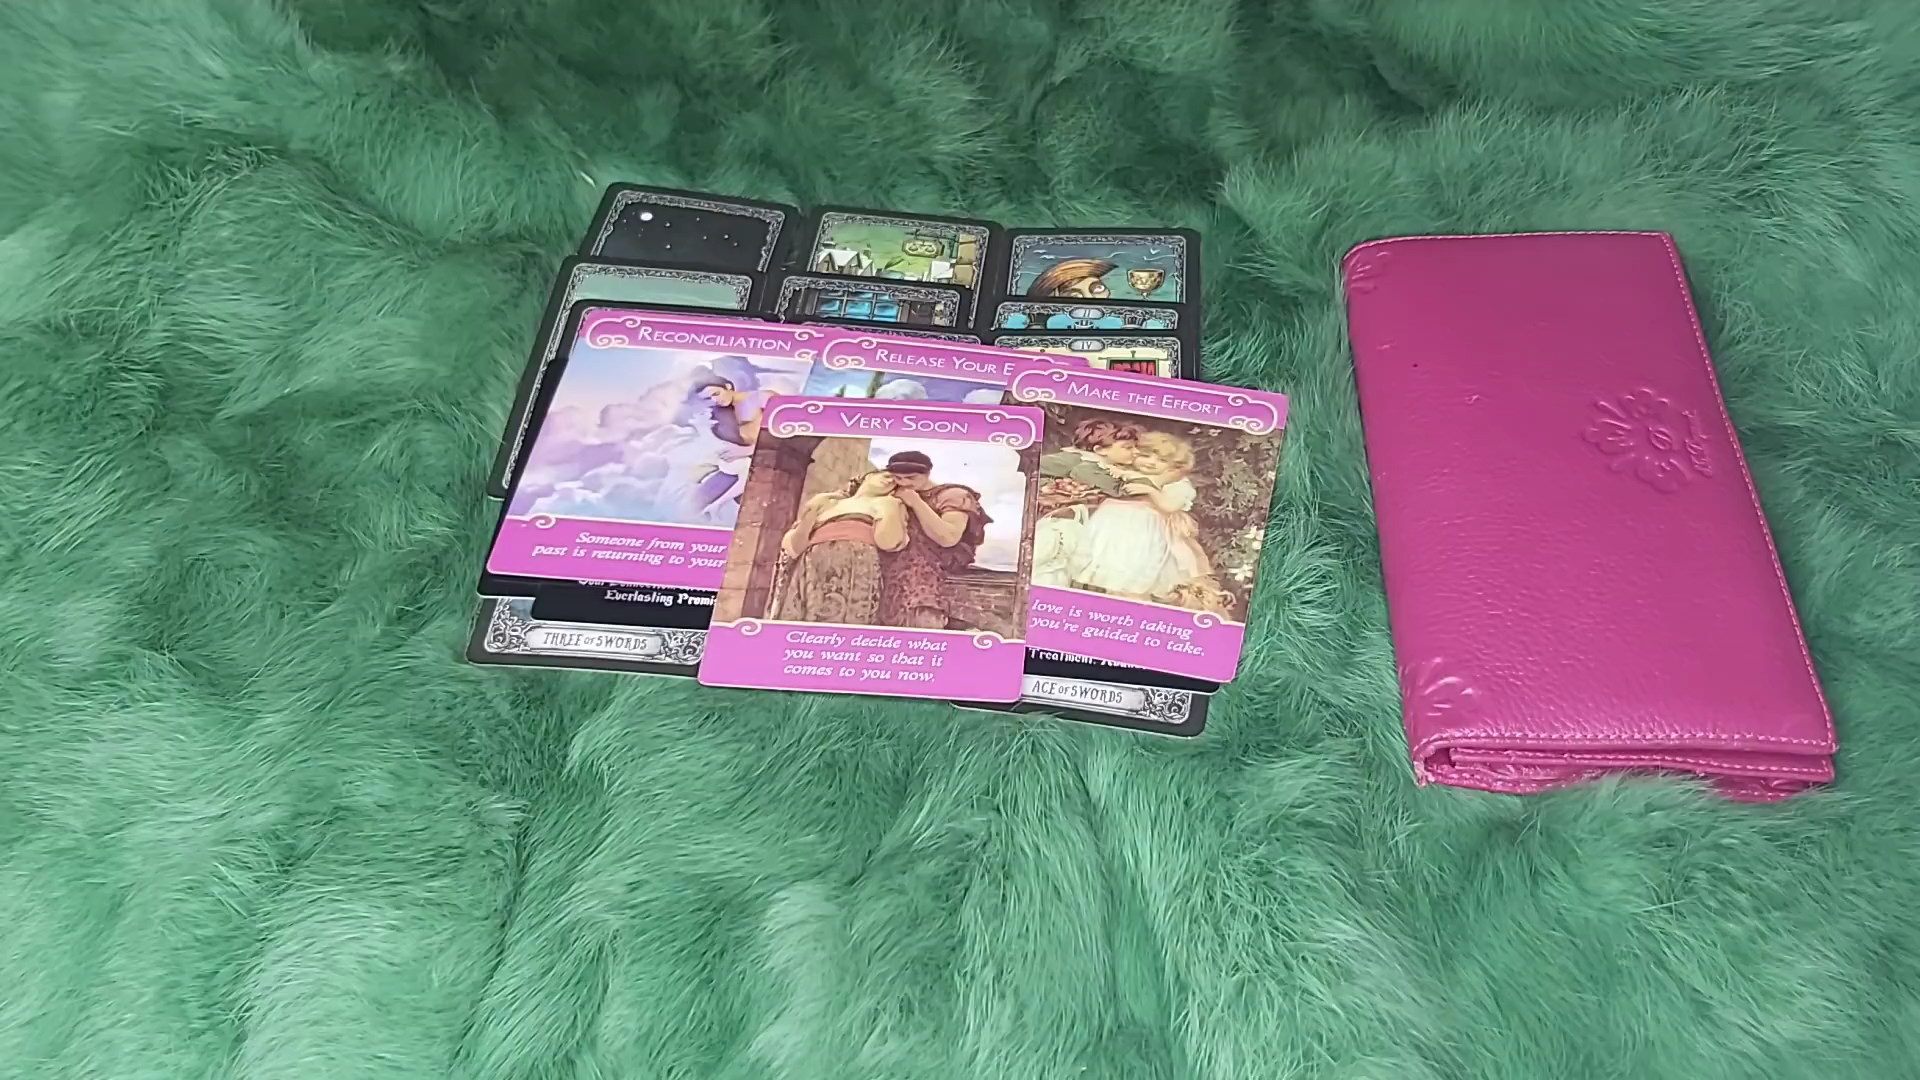 II
IV
RECONCILIATION
RELEASE YOUR E
MAKE THE EFFORT
VERY SOON
Someone from your
past is returning to your
love is worth taking
you're guided to take.
Clearly decide what
you want so that it
comes to you now.
Everlasting
Treatment.
THREE OF SWORDS
ACE OF SWORDS